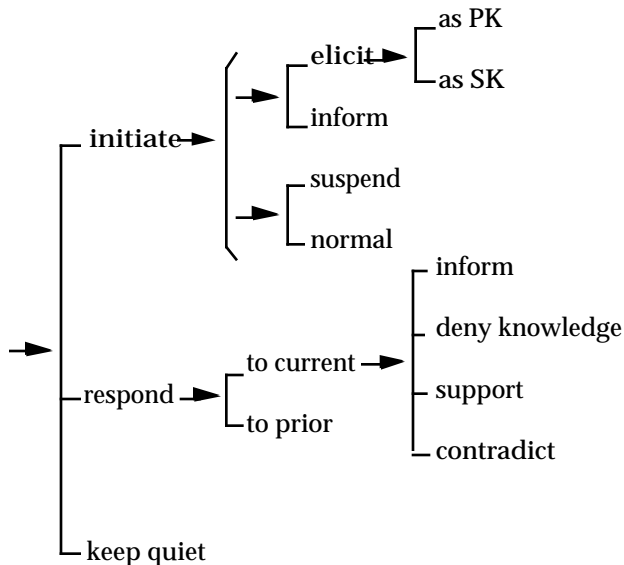 as PK
elicit
as SK
inform
initiate
suspend
normal
inform
deny knowledge
to current
respond
support
to prior
contradict
keep quiet